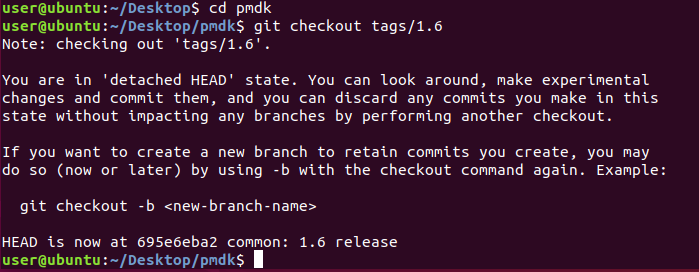 user@ubuntu:~/Desktop$ cd pmdk
user@ubuntu:~/Desktop/pmdk$ git checkout tags/1.6
Note: checking out 'tags/1.6'.
You are in 'detached HEAD' state. You can look around, make experimental
changes and commit them, and you can discard any commits you make in this
state without impacting any branches by performing another checkout.
If you want to create a new branch to retain commits you create, you may
do so (now or later) by using -b with the checkout command again. Example:
git checkout -b <new-branch-name>
HEAD is now at 695e6eba2 common: 1.6 release
user@ubuntu:~/Desktop/pmdk$